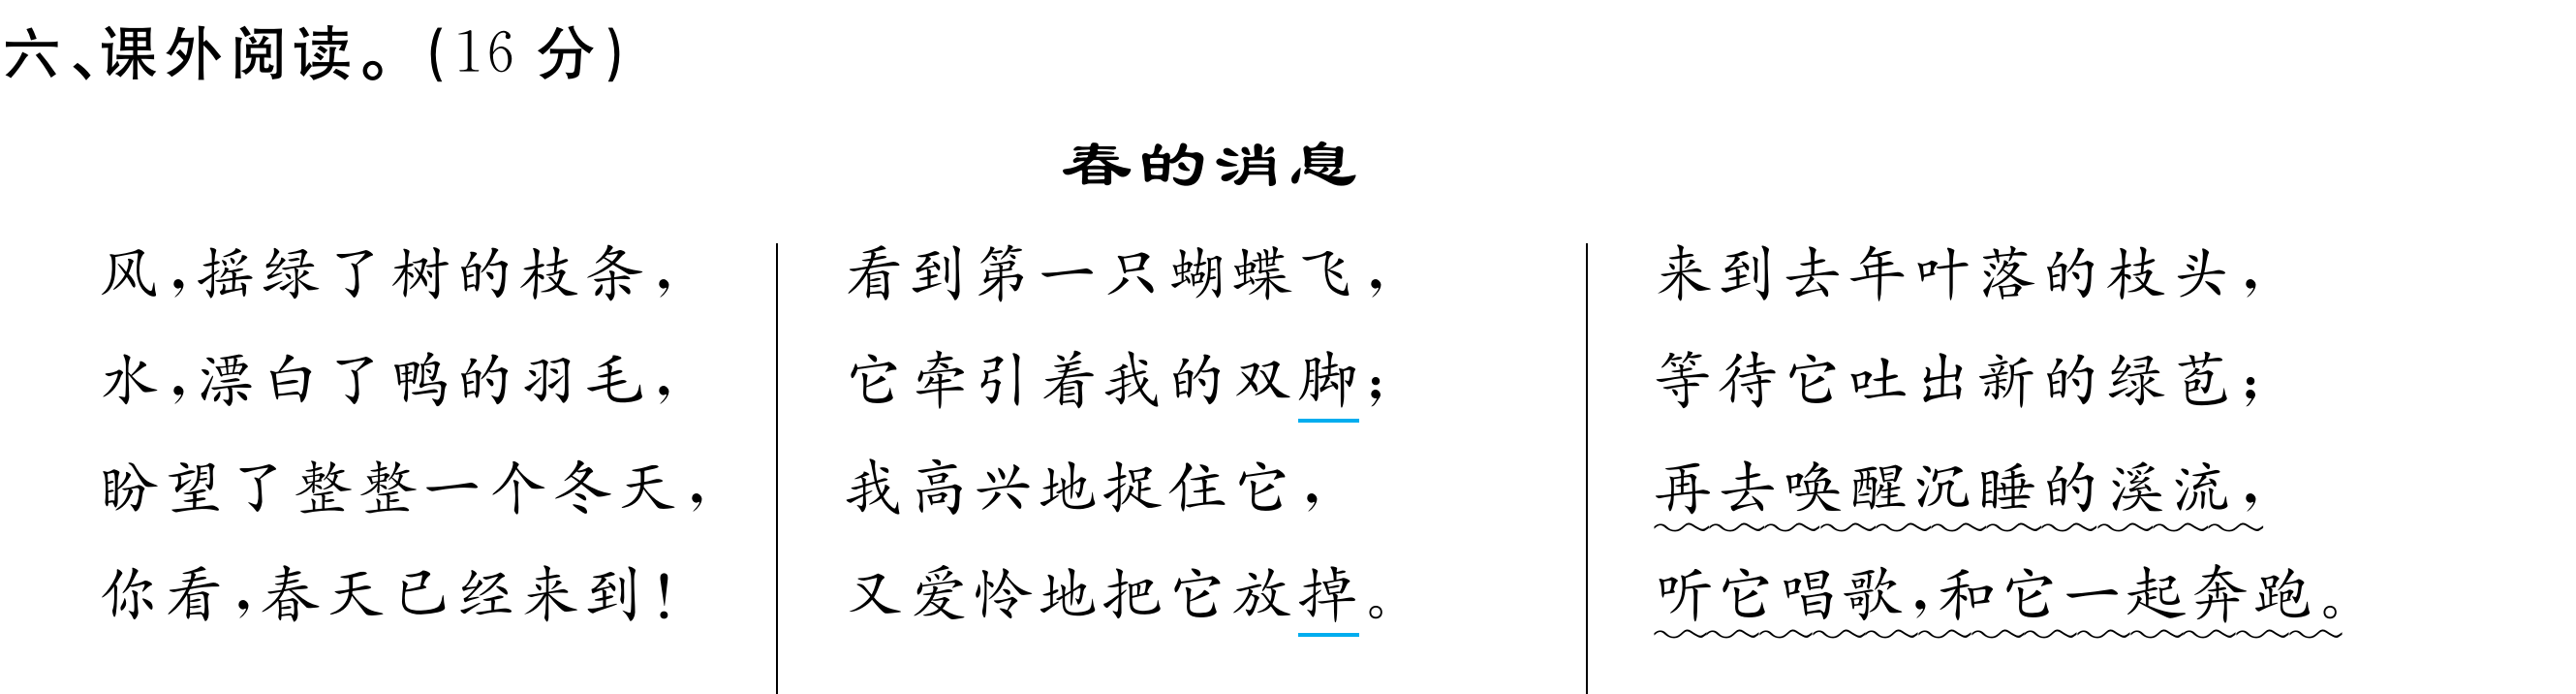 六、课外阅读。(16 分)
春的消息
风,摇绿了树的枝条,
水,漂白了鸭的羽毛,
盼望了整整一个冬天,
你看,春天已经来到!
看到第一只蝴蝶飞,
它牵引着我的双脚;
我高兴地捉住它,
又爱怜地把它放掉。
来到去年叶落的枝头,
等待它吐出新的绿苞;
再去唤醒沉睡的溪流,
听它唱歌,和它一起奔跑。